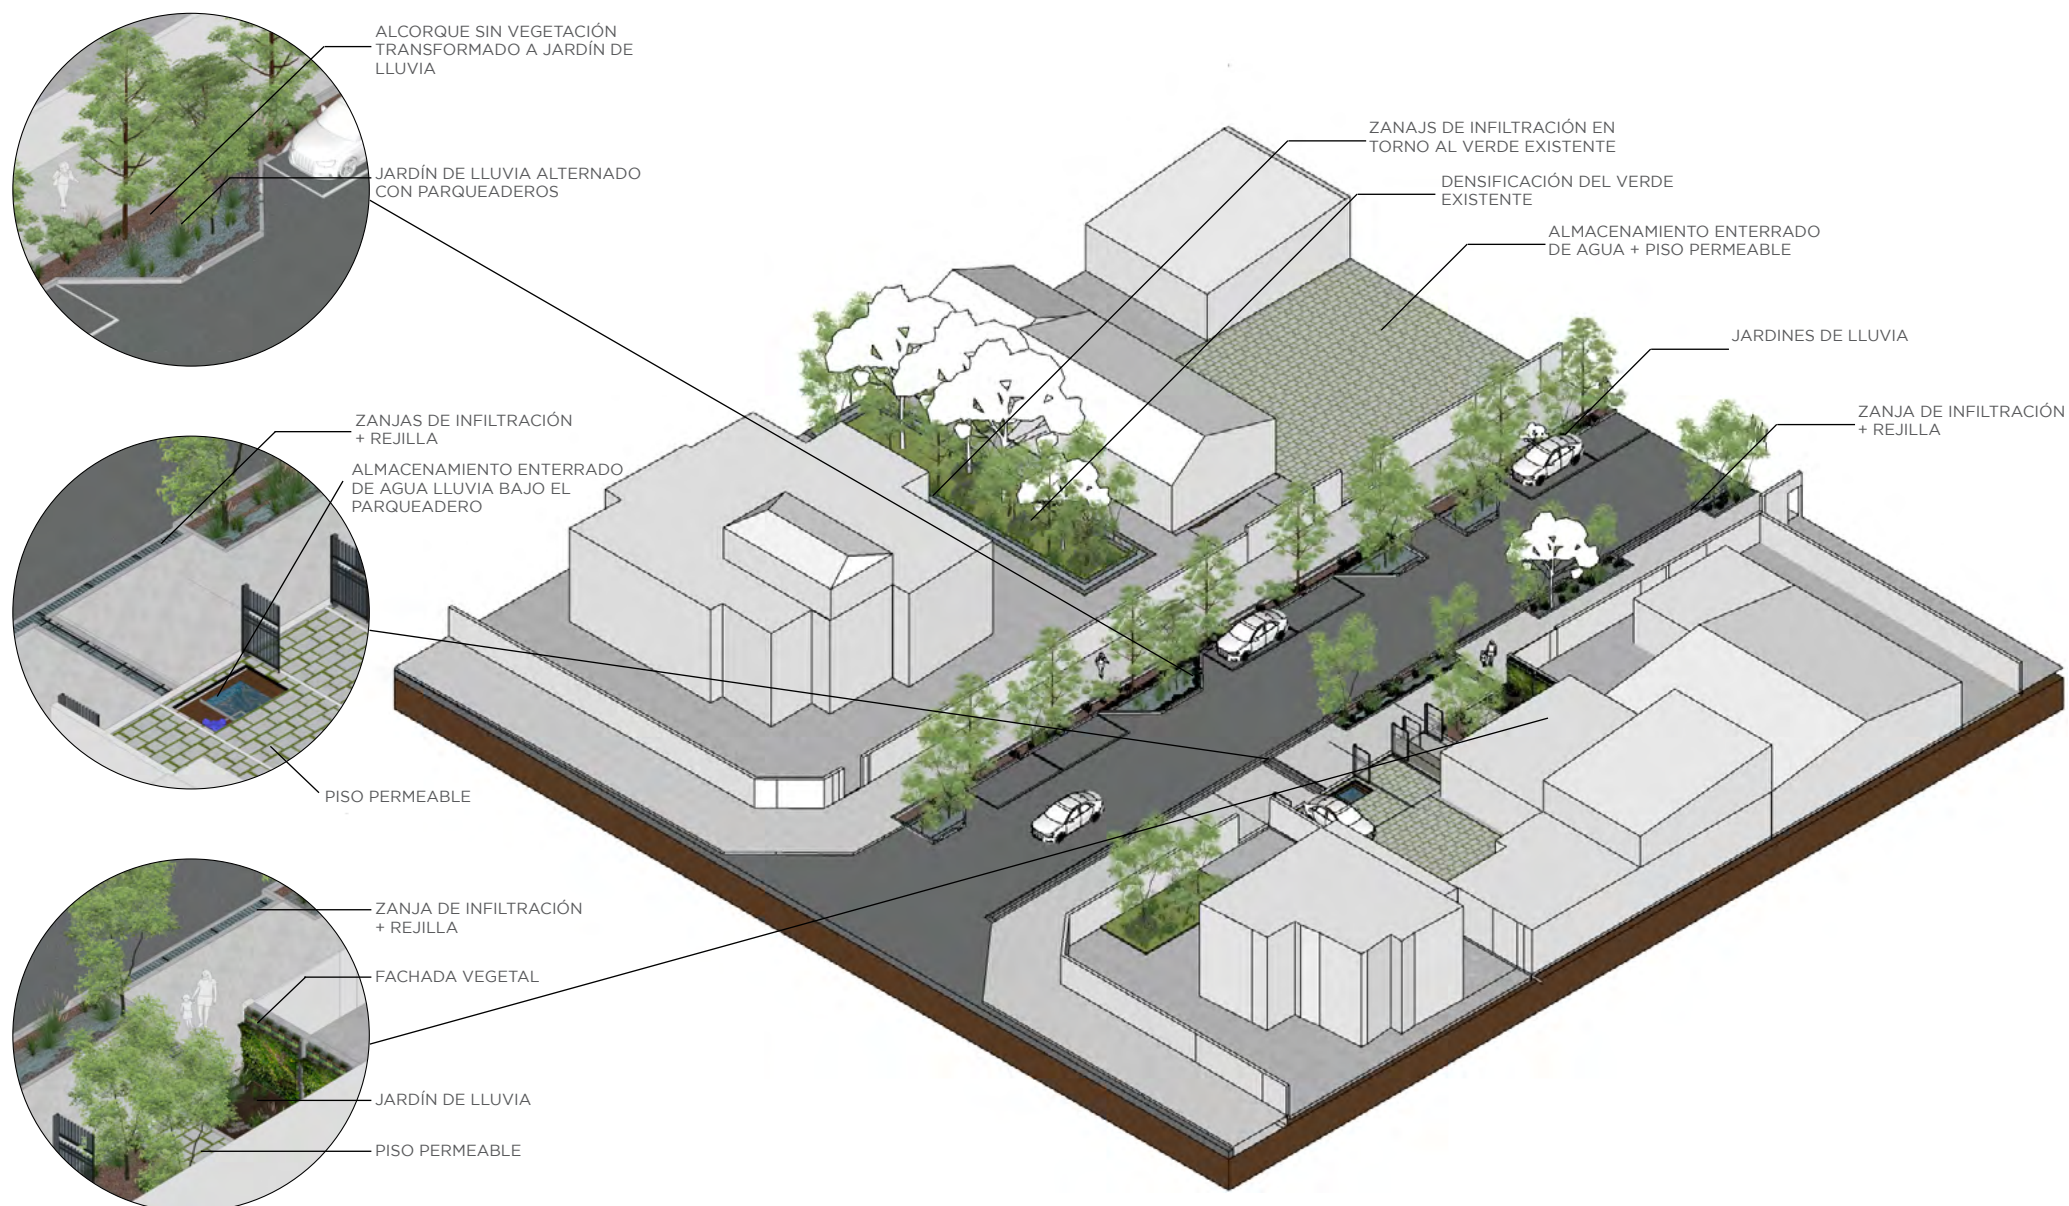 ALCORQUE SIN VEGETACIÓN
TRANSFORMADO A JARDÍN DE
LLUVIA
JARDÍN DE LLUVIA ALTERNADO
CON PARQUEADEROS
ZANAJS DE INFILTRACIÓN EN
TORNO AL VERDE EXISTENTE
DENSIFICACIÓN DEL VERDE
EXISTENTE
ALMACENAMIENTO ENTERRADO
DE AGUA + PISO PERMEABLE
JARDINES DE LLUVIA
ZANJA DE INFILTRACIÓN
+ REJILLA
ZANJAS DE INFILTRACIÓN
+ REJILLA
ALMACENAMIENTO ENTERRADO
DE AGUA LLUVIA BAJO EL
PARQUEADERO
PISO PERMEABLE
ZANJA DE INFILTRACIÓN
+ REJILLA
FACHADA VEGETAL
JARDÍN DE LLUVIA
PISO PERMEABLE